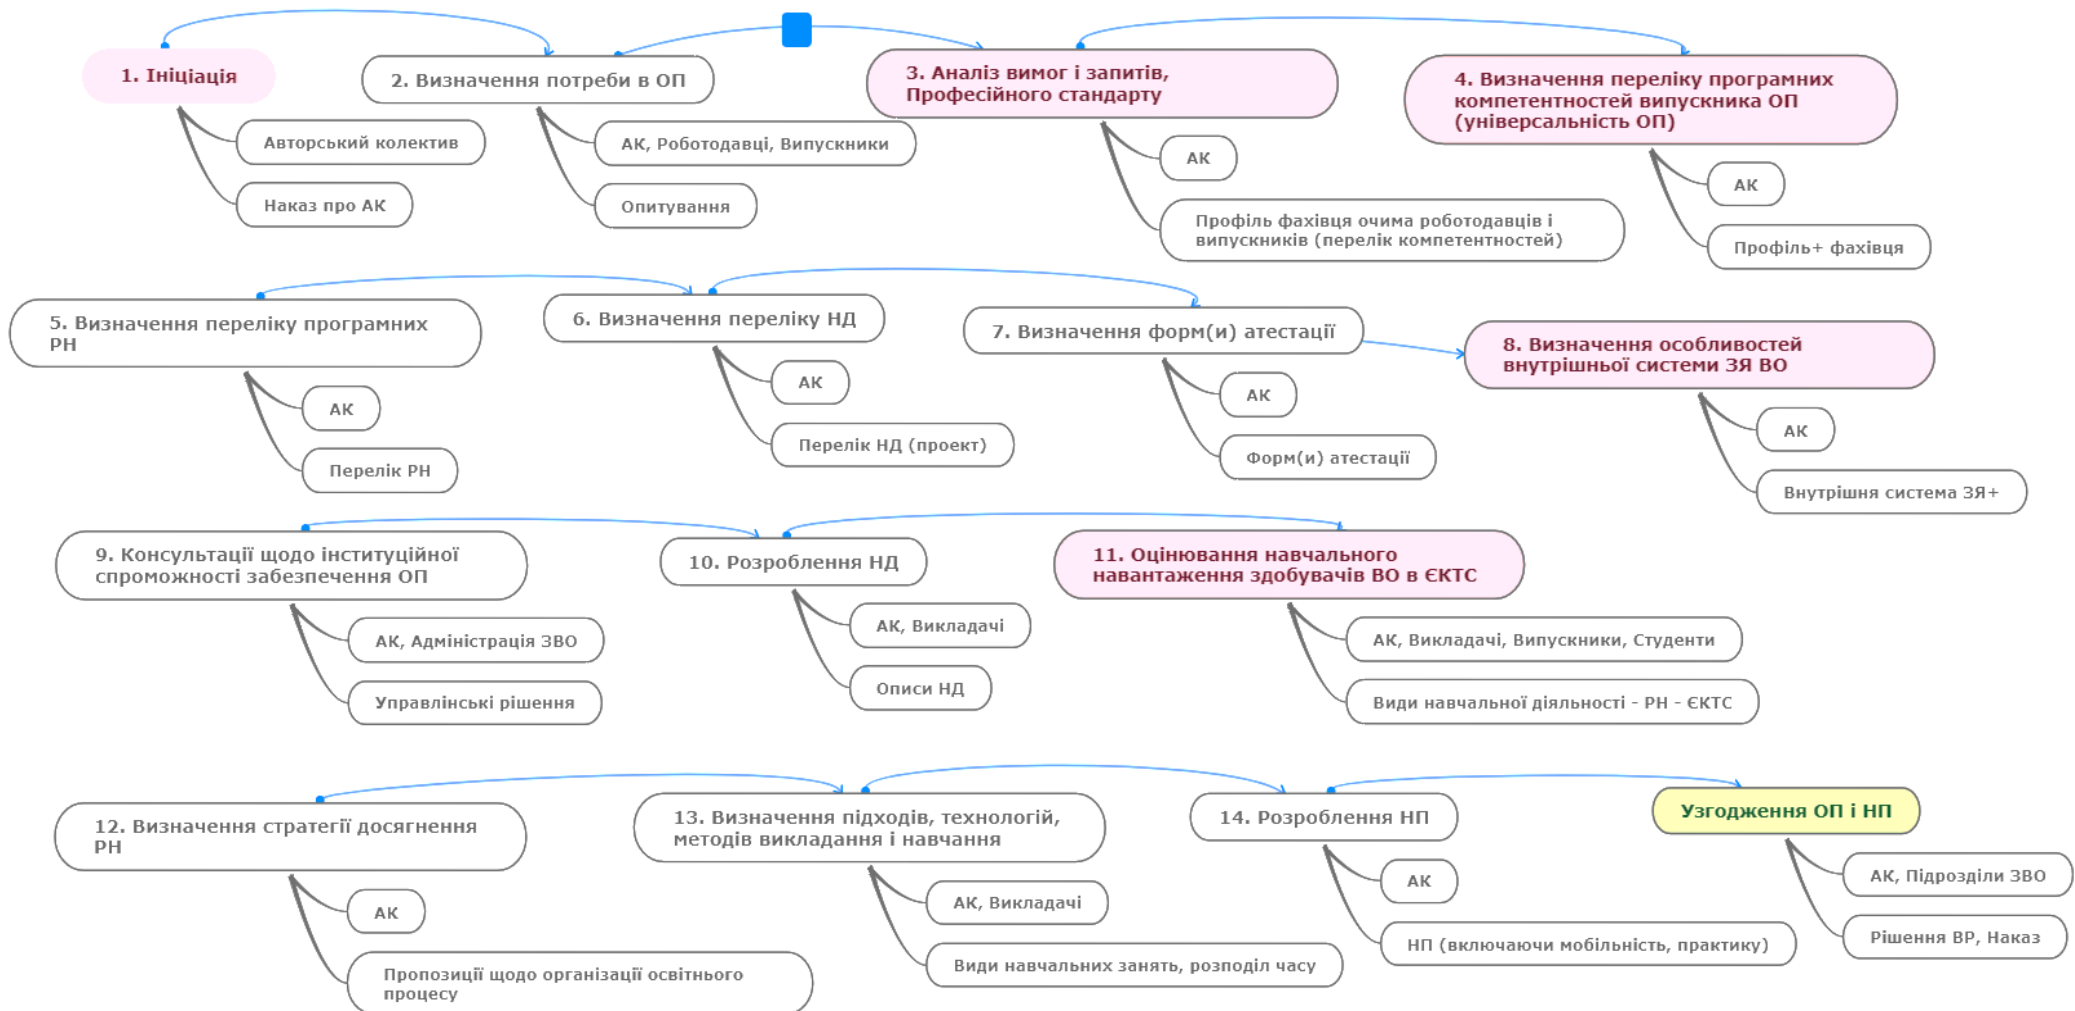 1. Ініціація
Авторський колектив
Наказ про АК
2. Визначення потреби в ОП
АК, Роботодавці, Випускники
Опитування
3. Аналіз вимог і запитів,
Професійного стандарту
АК
Профіль фахівця очима роботодавців і
випускників (перелік компетентностей)
4. Визначення переліку програмних
компетентностей випускника ОП
(універсальність ОП)
АК
Профіль+ фахівця
5. Визначення переліку програмних
РН
АК
Перелік РН
6. Визначення переліку НД
АК
Перелік НД (проект)
7. Визначення форм(и) атестації
АК
Форм(и) атестації
8. Визначення особливостей
внутрішньої системи ЗЯ ВО
АК
Внутрішня система ЗЯ+
9. Консультації щодо інституційної
спроможності забезпечення ОП
АК, Адміністрація ЗВО
Управлінські рішення
10. Розроблення НД
АК, Викладачі
Описи НД
11. Оцінювання навчального
навантаження здобувачів ВО в ЄКТС
АК, Викладачі, Випускники, Студенти
Види навчальної діяльності - РН - ЄКТС
12. Визначення стратегії досягнення
РН
АК
Пропозиції щодо організації освітнього
процесу
13. Визначення підходів, технологій,
методів викладання і навчання
АК, Викладачі
Види навчальних занять, розподіл часу
14. Розроблення НП
АК
НП (включаючи мобільність, практику)
Узгодження ОП і НП
АК, Підрозділи ЗВО
Рішення ВР, Наказ